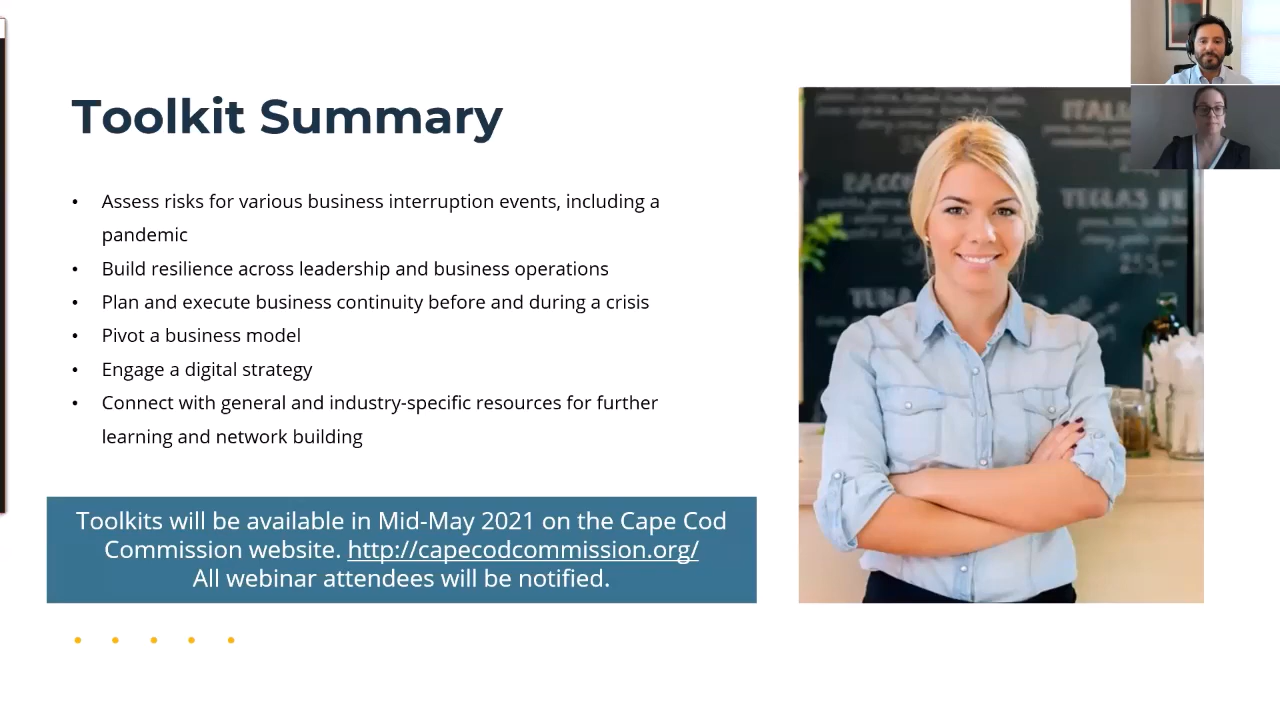 Toolkit Summary
• Assess risks for various business interruption events, including a
pandemic
• Build resilience across leadership and business operations
• Plan and execute business continuity before and during a crisis
• Pivot a business model
• Engage a digital strategy
• Connect with general and industry-specific resources for further
learning and network building
Toolkits will be available in Mid-May 2021 on the Cape Cod
Commission website. http://capecodcommission.org/
All webinar attendees will be notified.